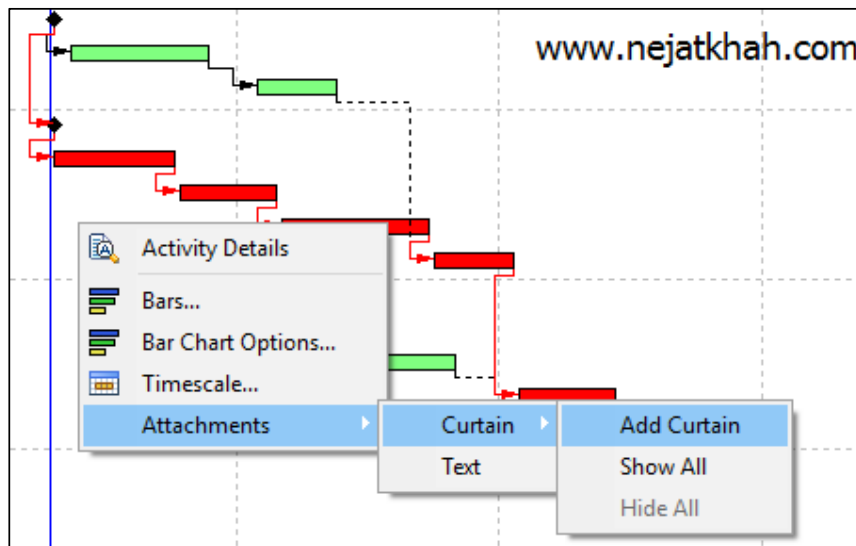 www.nejatkhah.com
Activity Details
Bars...
Bar Chart Options...
Timescale...
Attachments
Curtain
Text
Add Curtain
Show All
Hide All